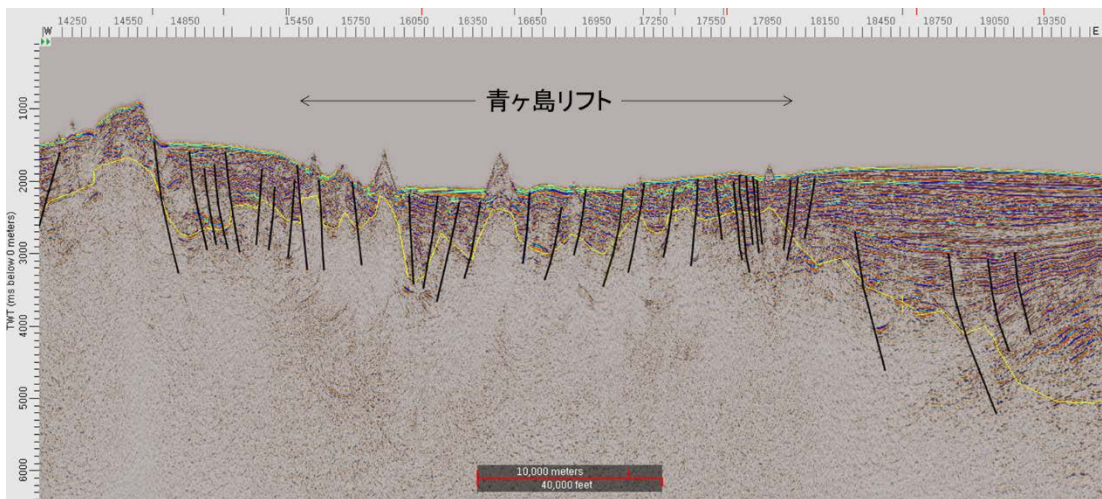 14250 14550 14850 15450 15750 16050 16350 16650 16950 17250 17550 17850 18150 18450 18750 19050 19350
W E
青ヶ島リフト
1000
2000
3000
TWT (ms below 0 meters)
4000
5000
6000
10,000 meters
40,000 feet